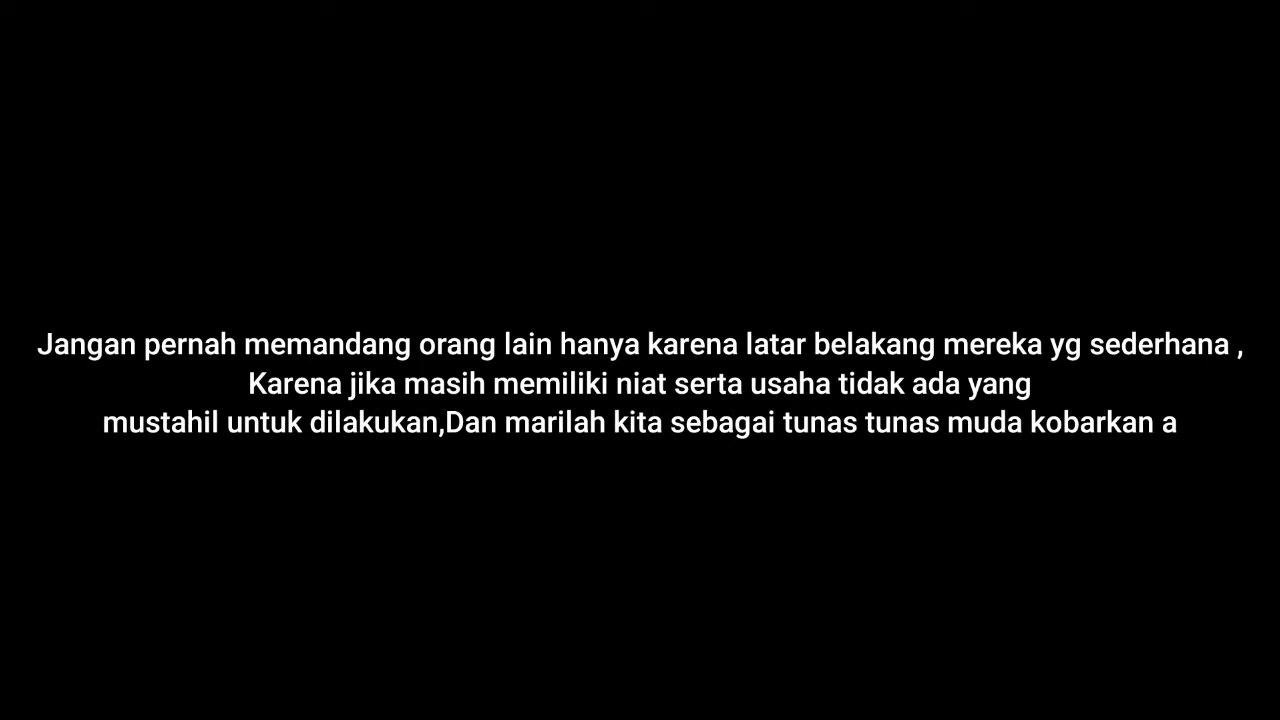 Jangan pernah memandang orang lain hanya karena latar belakang mereka yg sederhana ,
Karena jika masih memiliki niat serta usaha tidak ada yang
mustahil untuk dilakukan,Dan marilah kita sebagai tunas tunas muda kobarkan a